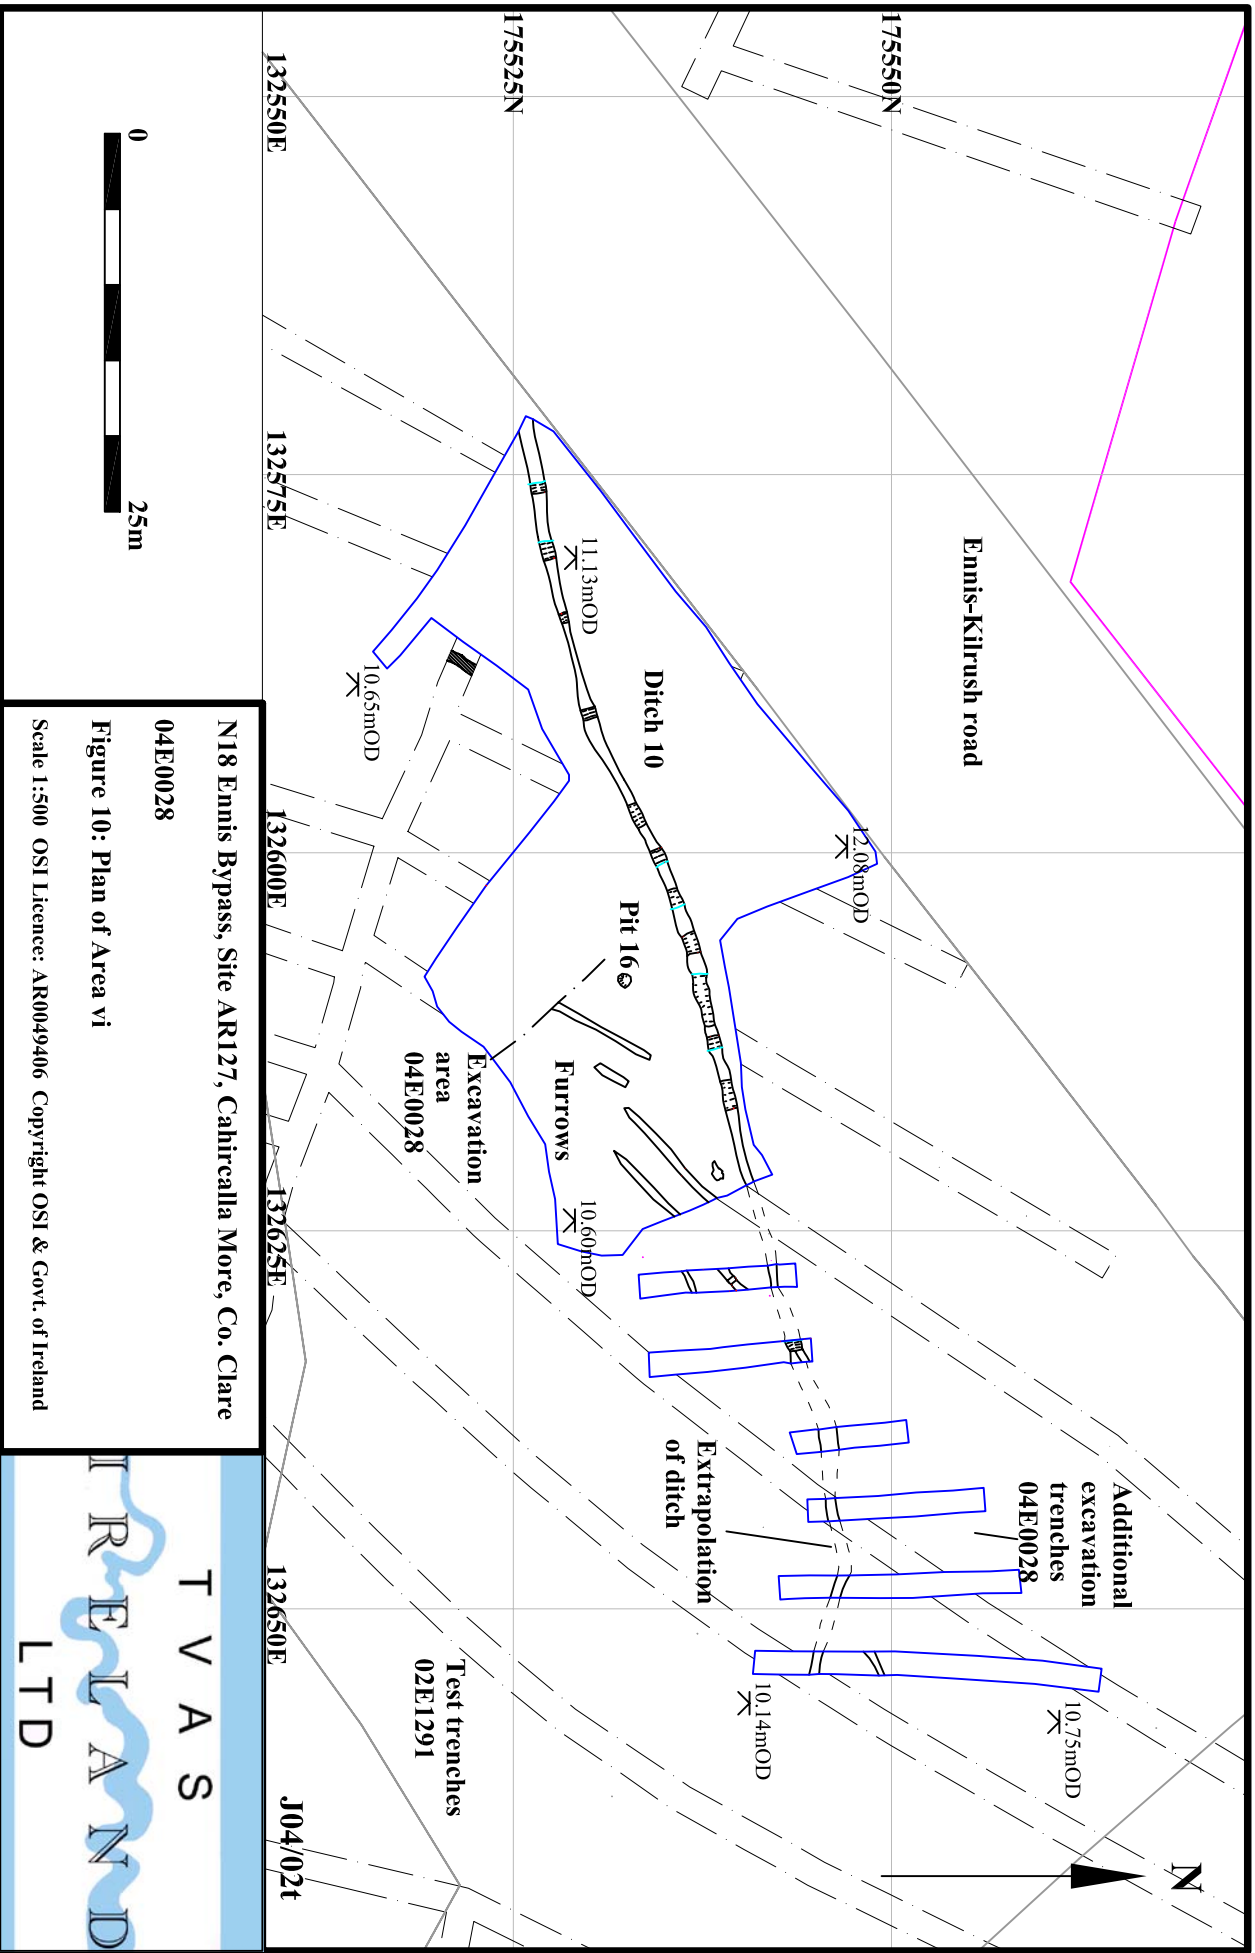 175550N
175525N
132550E
132575E
132600E
132625E
132650E
Ennis-Kilrush road
12.08mOD
11.13mOD
10.65mOD
10.60mOD
10.14mOD
10.75mOD
Ditch 10
Pit 16
Furrows
Excavation
area
04E0028
Additional
excavation
trenches
04E0028
Extrapolation
of ditch
Test trenches
02E1291
N
J04/02t
0
25m
N18 Ennis Bypass, Site AR127, Cahircalla More, Co. Clare
04E0028
Figure 10: Plan of Area vi
Scale 1:500 OSI Licence: AR0049406 Copyright OSI & Govt. of Ireland
T V A S
I R E L A N D
L T D